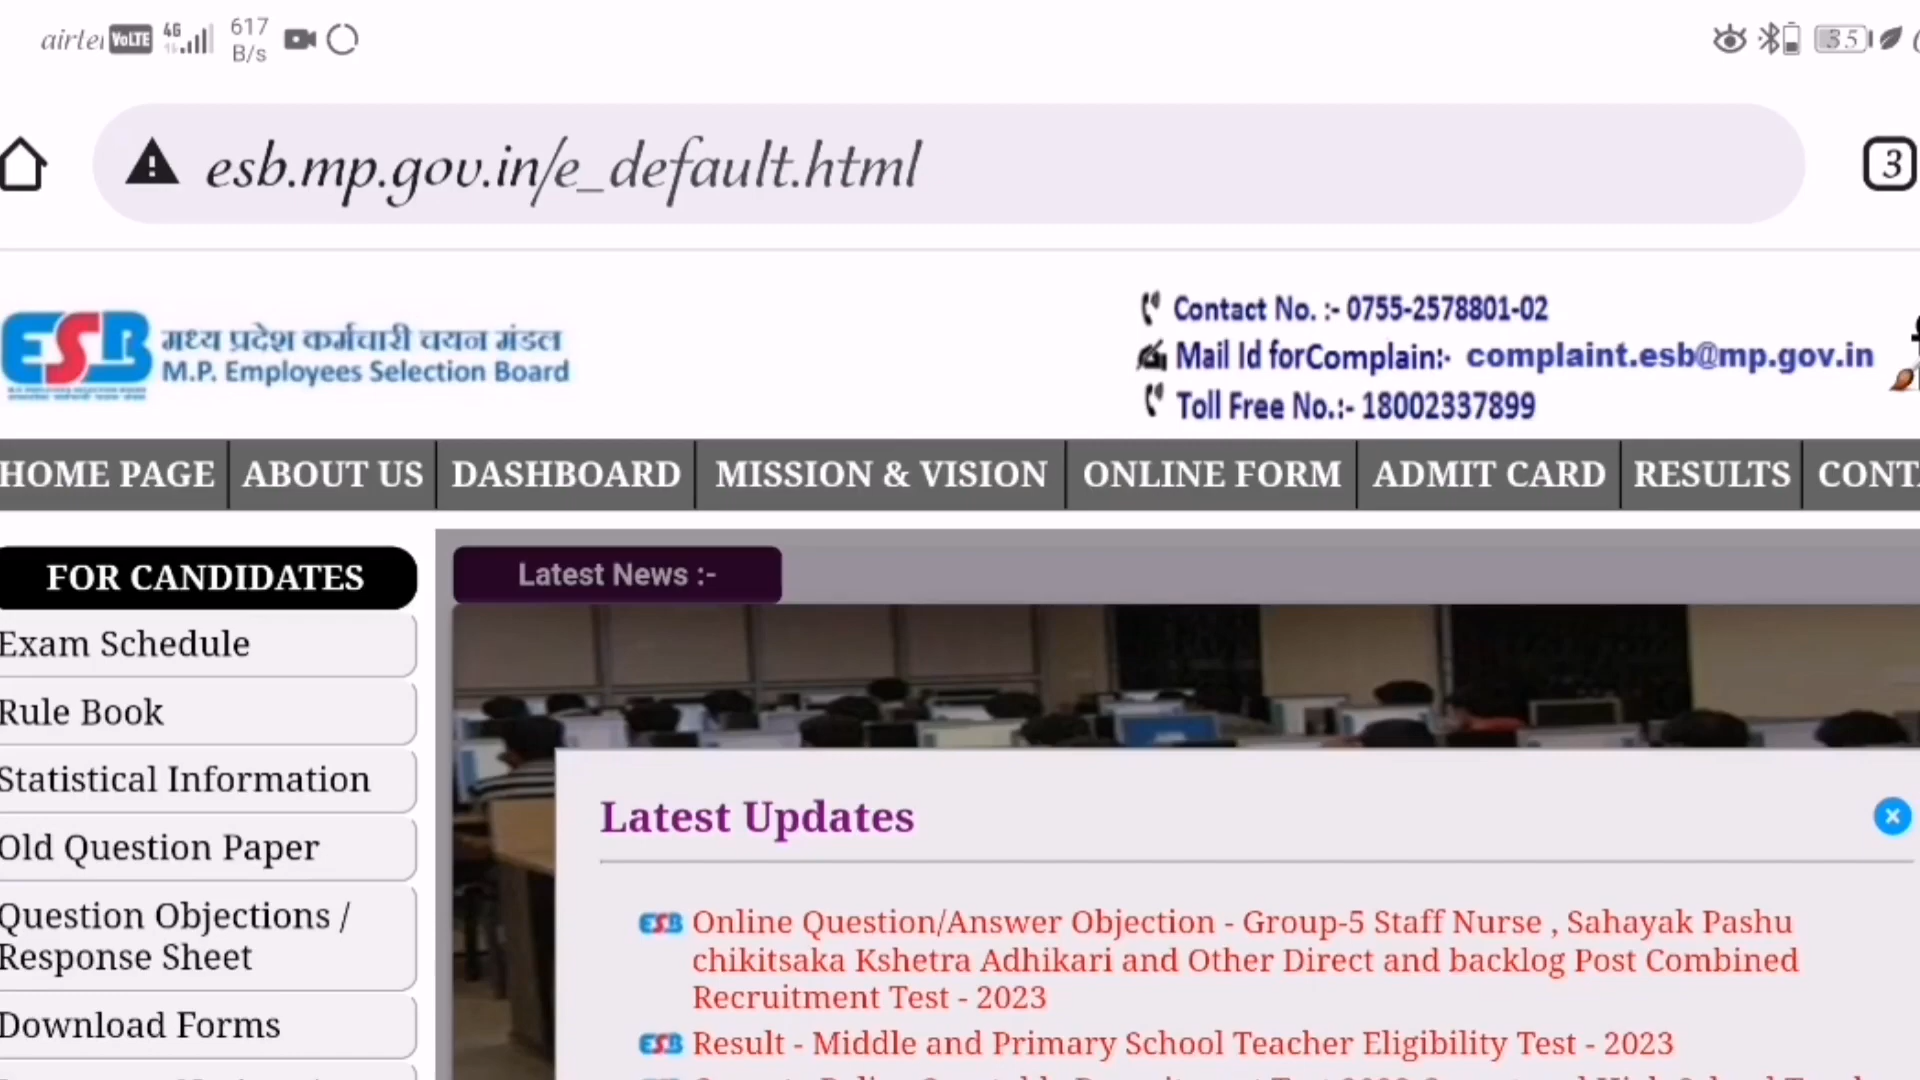 airtel VoLTE 4G 617 B/s 35
esb.mp.gov.in/e_default.html 3
ESB मध्य प्रदेश कर्मचारी चयन मंडल
M.P. Employees Selection Board
Contact No. :- 0755-2578801-02
Mail Id forComplain:- complaint.esb@mp.gov.in
Toll Free No.:- 18002337899
HOME PAGE ABOUT US DASHBOARD MISSION & VISION ONLINE FORM ADMIT CARD RESULTS CONTA
FOR CANDIDATES
Exam Schedule
Rule Book
Statistical Information
Old Question Paper
Question Objections /
Response Sheet
Download Forms
Latest News :-
Latest Updates
ESB Online Question/Answer Objection - Group-5 Staff Nurse , Sahayak Pashu
chikitsaka Kshetra Adhikari and Other Direct and backlog Post Combined
Recruitment Test - 2023
ESB Result - Middle and Primary School Teacher Eligibility Test - 2023